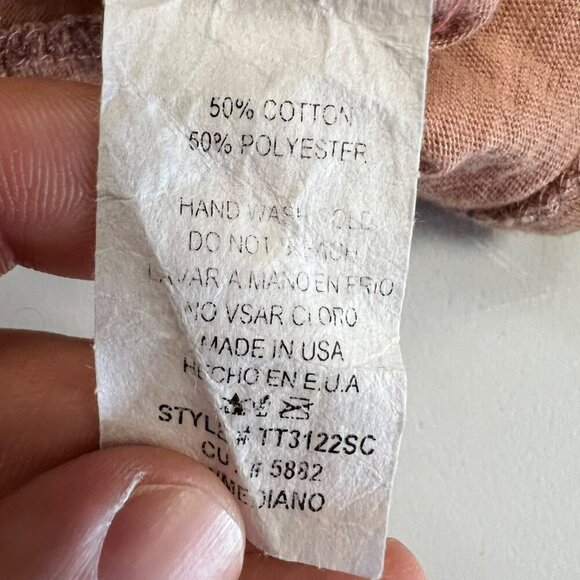 50% COTTON
50% POLYESTER
HAND WASH COLD
DO NOT BLEACH
LAVAR A MANO EN FRIO
NO VSAR CLORO
MADE IN USA
HECHO EN E.U.A
STYLE # TT3122SC
CUT # 5882